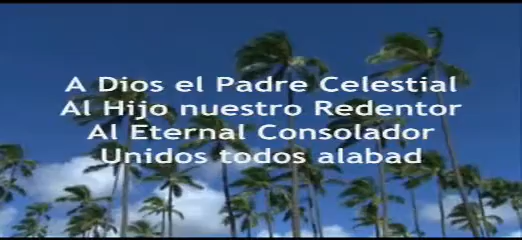 A Dios el Padre Celestial
Al Hijo nuestro Redentor
Al Eternal Consolador
Unidos todos alabad